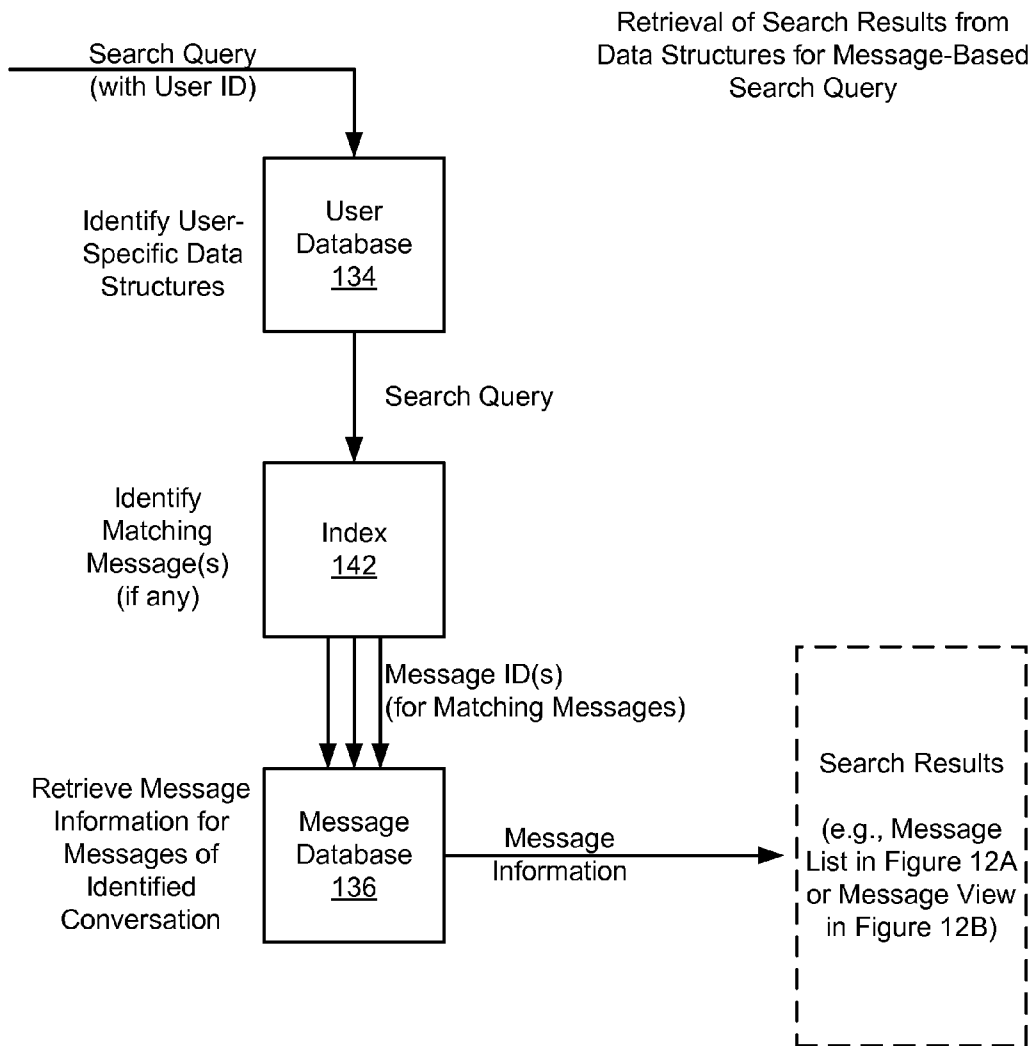 Retrieval of Search Results from
Data Structures for Message-Based
Search Query
Search Query
(with User ID)
Identify User-
Specific Data
Structures
User
Database
134
Search Query
Identify
Matching
Message(s)
(if any)
Index
142
Message ID(s)
(for Matching Messages)
Retrieve Message
Information for
Messages of
Identified
Conversation
Message
Database
136
Message
Information
Search Results
(e.g., Message
List in Figure 12A
or Message View
in Figure 12B)